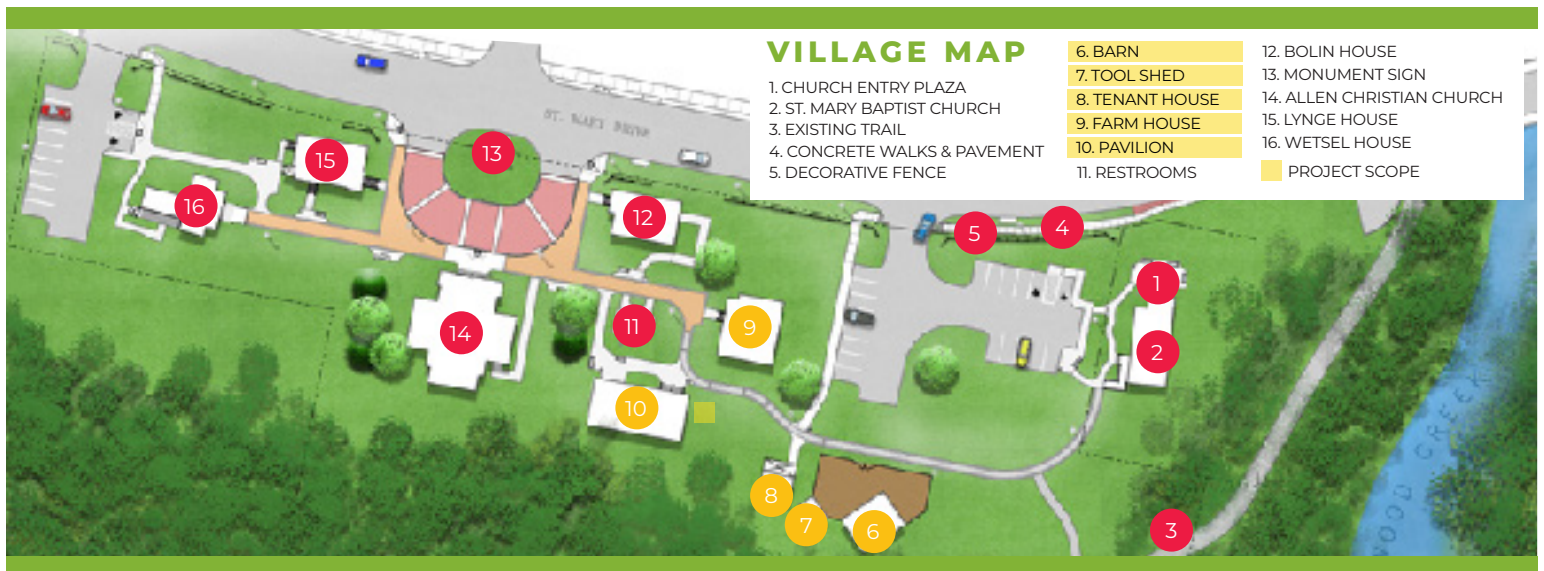 VILLAGE MAP
1. CHURCH ENTRY PLAZA
2. ST. MARY BAPTIST CHURCH
3. EXISTING TRAIL
4. CONCRETE WALKS & PAVEMENT
5. DECORATIVE FENCE
6. BARN
7. TOOL SHED
8. TENANT HOUSE
9. FARM HOUSE
10. PAVILION
11. RESTROOMS
12. BOLIN HOUSE
13. MONUMENT SIGN
14. ALLEN CHRISTIAN CHURCH
15. LYNGE HOUSE
16. WETSEL HOUSE
PROJECT SCOPE
ST. MARY DRIVE
13
15
16
12
5
4
1
14
11
9
2
10
8
7
6
3
CREEK